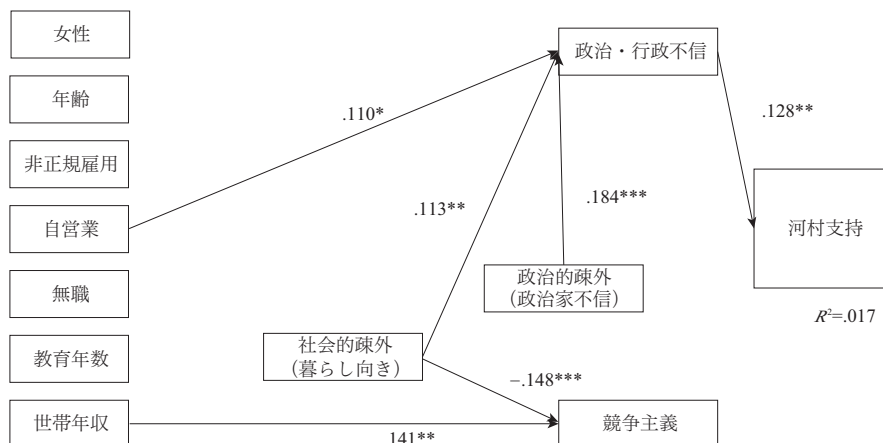 女性
政治・行政不信
年齢
.110*
.128**
非正規雇用
.113**
.184***
自営業
河村支持
政治的疎外
（政治家不信）
無職
R²=.017
社会的疎外
（暮らし向き）
教育年数
−.148***
世帯年収
競争主義
.141**